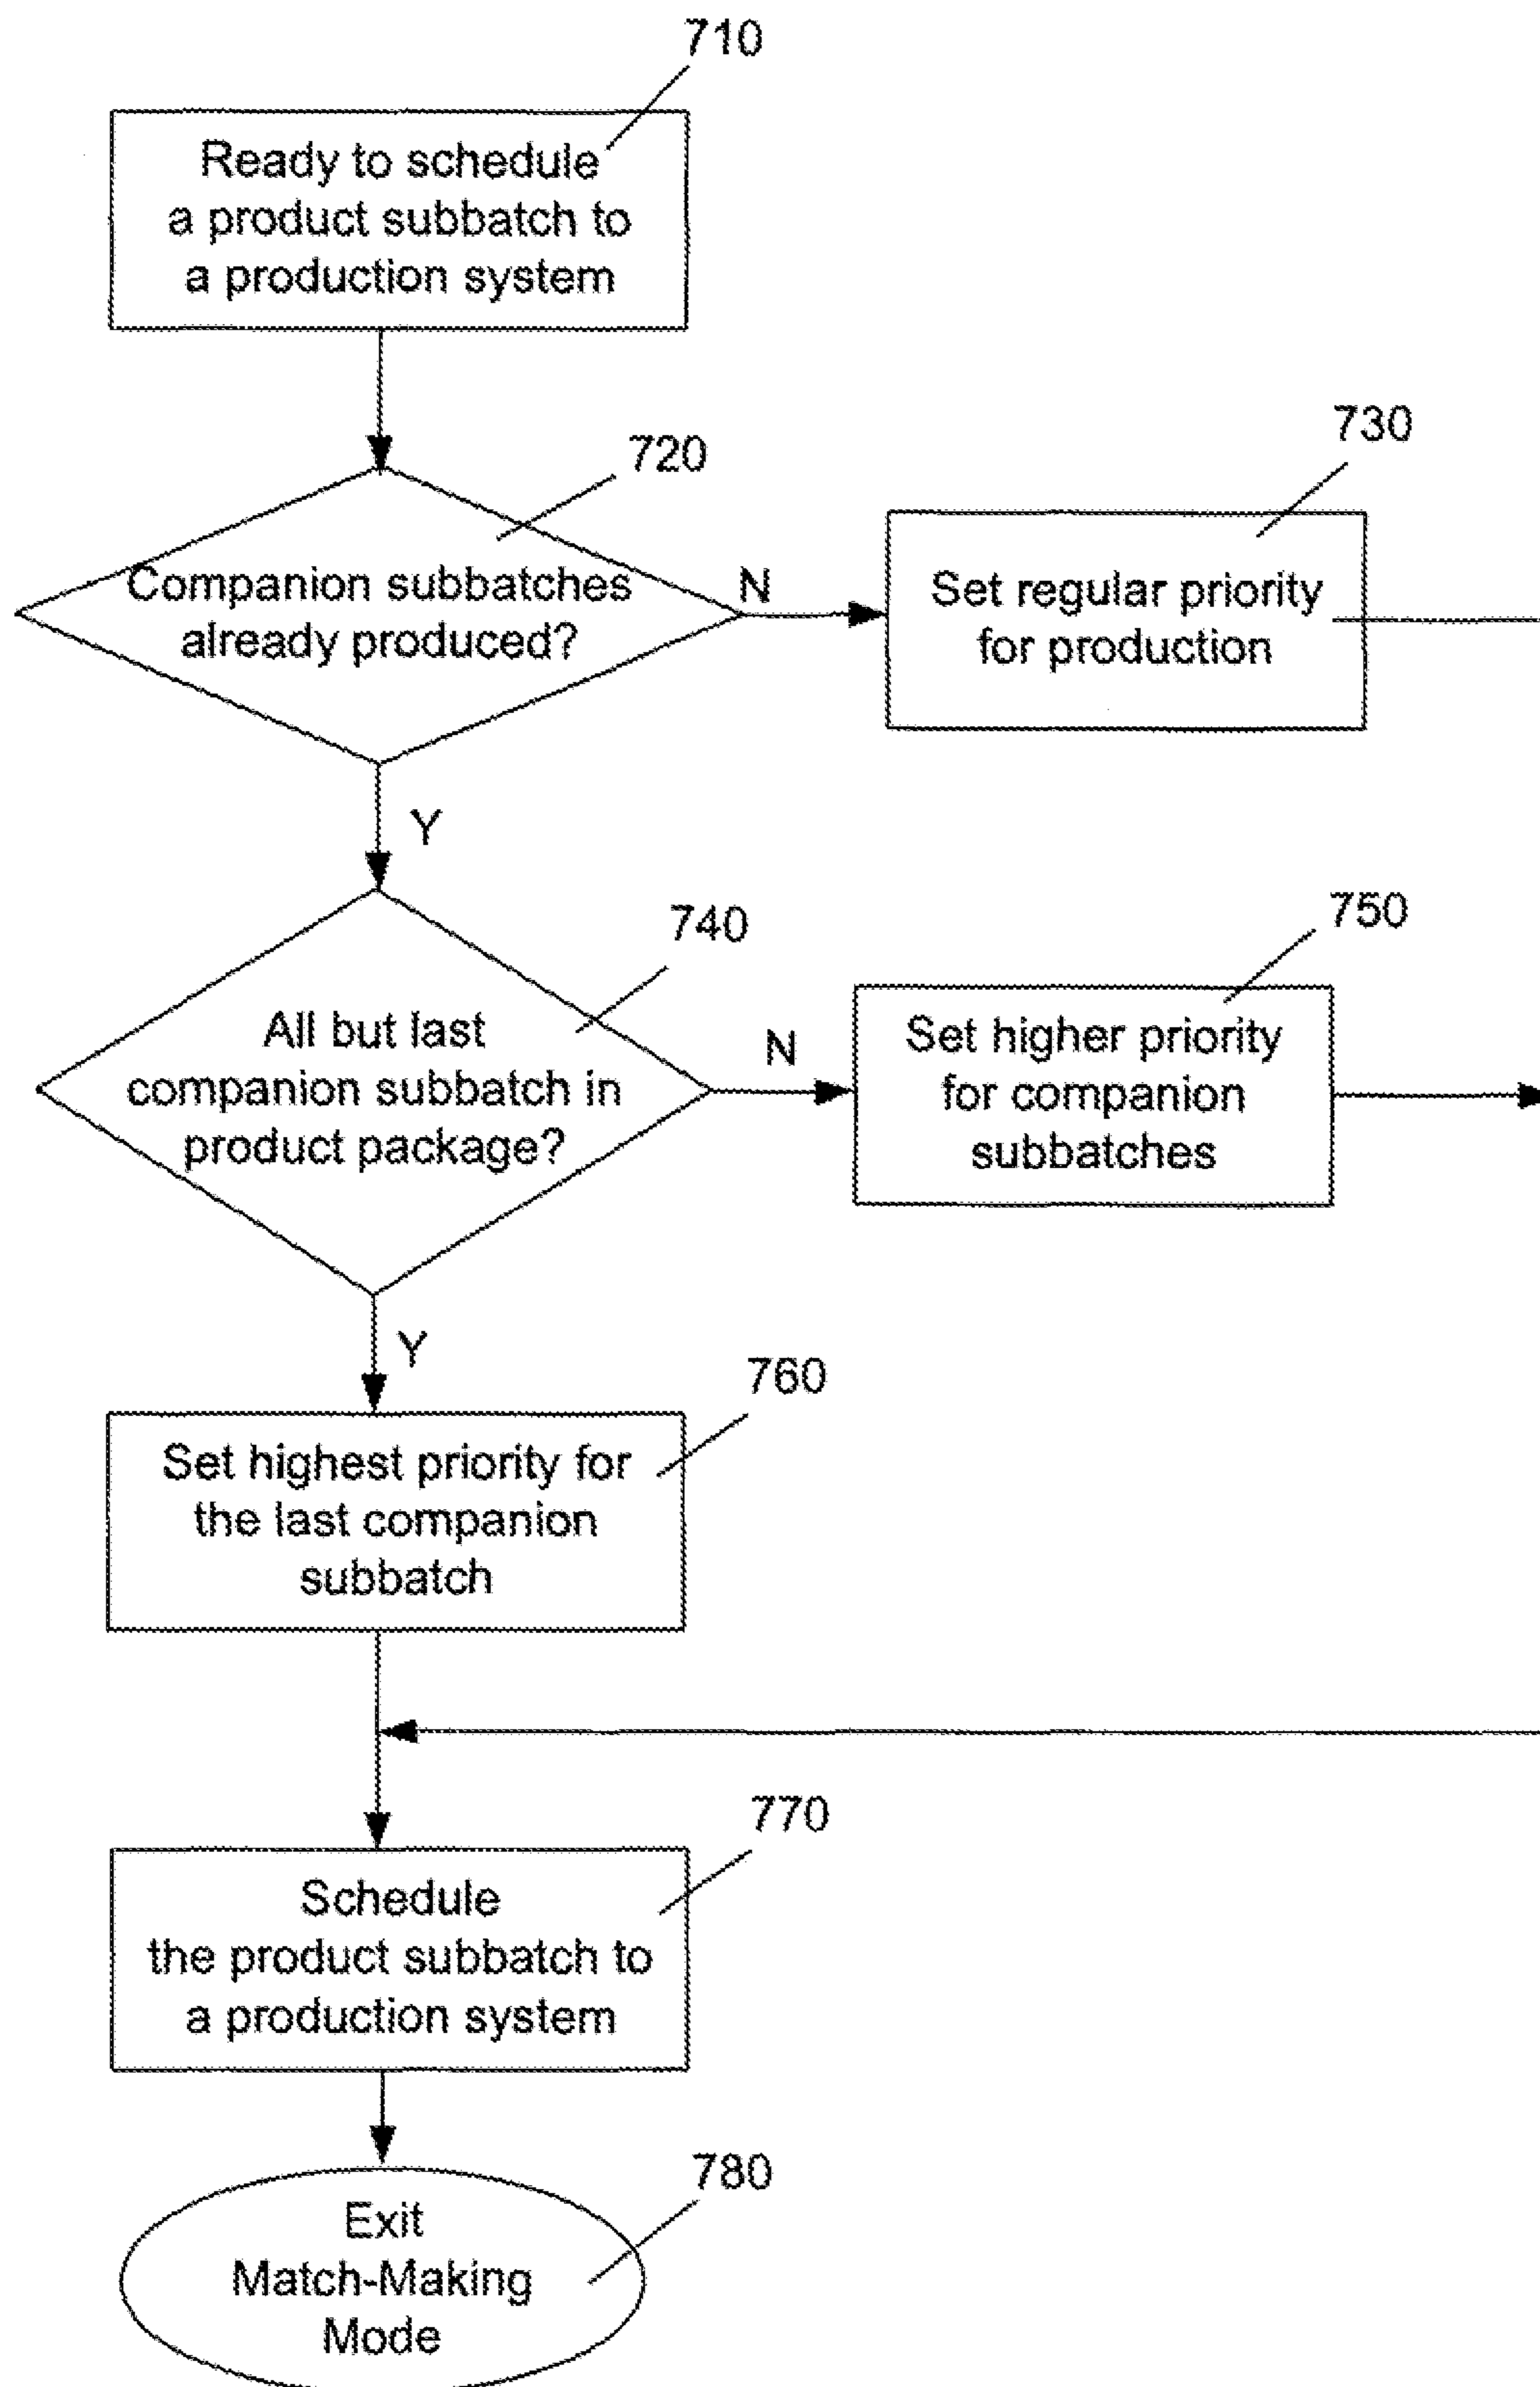 710
Ready to schedule
a product subbatch to
a production system
720
Companion subbatches
already produced?
N
730
Set regular priority
for production
Y
740
All but last
companion subbatch in
product package?
N
750
Set higher priority
for companion
subbatches
Y
760
Set highest priority for
the last companion
subbatch
770
Schedule
the product subbatch to
a production system
780
Exit
Match-Making
Mode